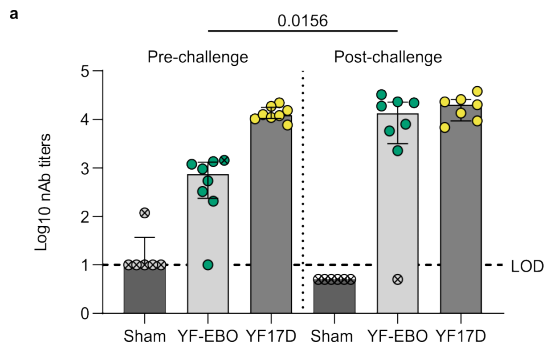 a
0.0156
Pre-challenge Post-challenge
Log10 nAb titers
5
4
3
2
1
0
LOD
Sham YF-EBO YF17D Sham YF-EBO YF17D